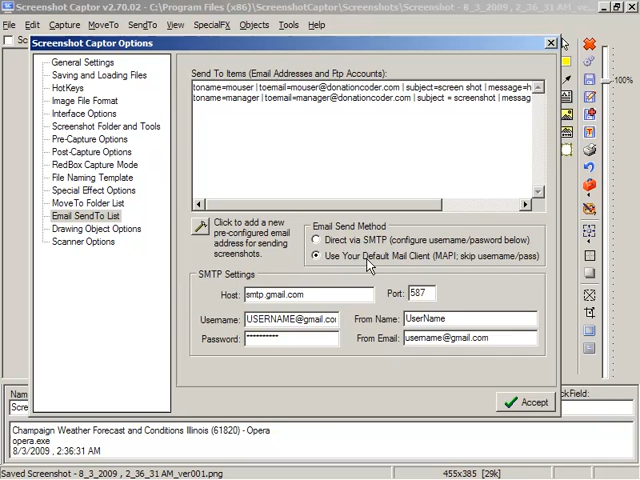 Screenshot Captor v2.70.02 - C:\Program Files (x86)\ScreenshotCaptor\Screenshots\Screenshot - 8_3_2009 , 2_36_31 AM_ver001.png
File Edit Capture MoveTo SendTo View SpecialFX Objects Tools Help
Screenshot Captor Options
General Settings
Saving and Loading Files
HotKeys
Image File Format
Interface Options
Screenshot Folder and Tools
Pre-Capture Options
Post-Capture Options
RedBox Capture Mode
File Naming Template
Special Effect Options
MoveTo Folder List
Email SendTo List
Drawing Object Options
Scanner Options
Send To Items (Email Addresses and Ftp Accounts):
toname=mouser | toemail=mouser@donationcoder.com | subject=screen shot | message=h
toname=manager | toemail=manager@donationcoder.com | subject = screenshot | messag
Click to add a new
pre-configured email
address for sending
screenshots.
Email Send Method
Direct via SMTP (configure username/pasword below)
Use Your Default Mail Client (MAPI; skip username/pass)
SMTP Settings
Host: smtp.gmail.com Port: 587
Username: USERNAME@gmail.co From Name: UserName
Password: ********** From Email: username@gmail.com
Accept
100%
Nam
Scre
ckField:
Champaign Weather Forecast and Conditions Illinois (61820) - Opera
opera.exe
8/3/2009 , 2:36:31 AM
Saved Screenshot - 8_3_2009 , 2_36_31 AM_ver001.png 455x385 [29k]